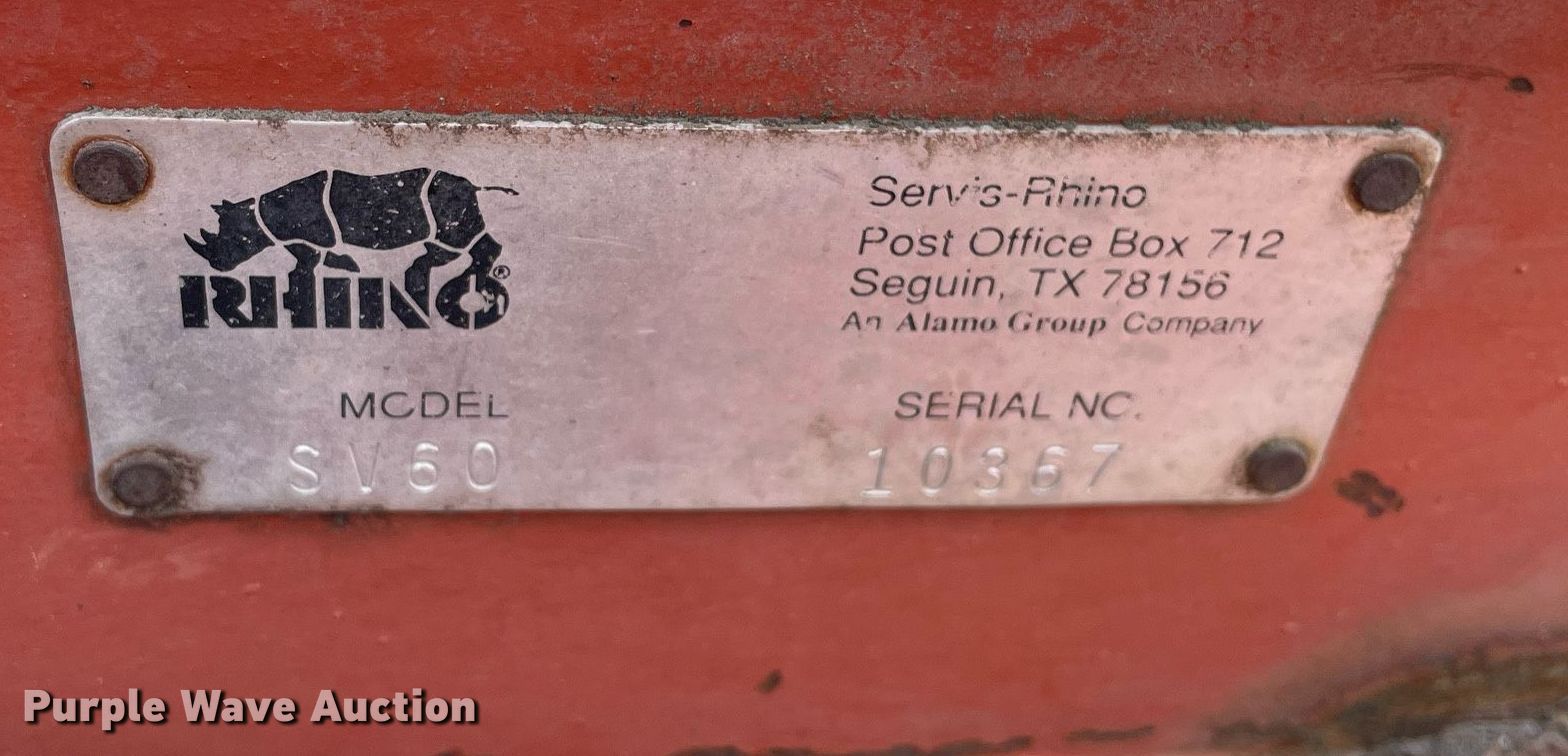 RHINO®
Servis-Rhino
Post Office Box 712
Seguin, TX 78156
An Alamo Group Company
MODEL
SV60
SERIAL NO.
10367
Purple Wave Auction